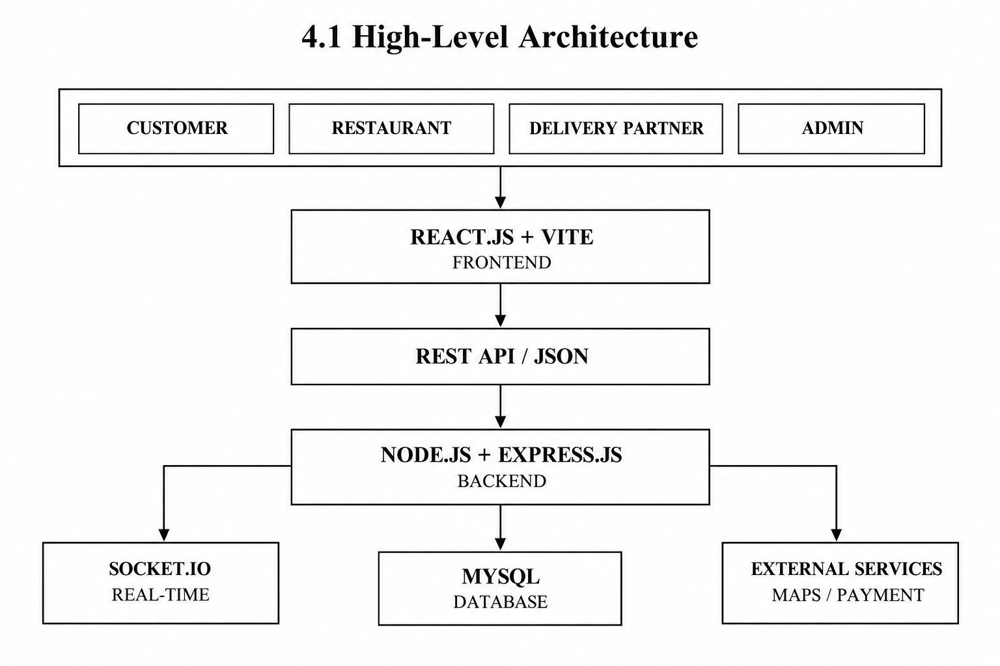 4.1 High-Level Architecture
CUSTOMER
RESTAURANT
DELIVERY PARTNER
ADMIN
REACT.JS + VITE
FRONTEND
REST API / JSON
NODE.JS + EXPRESS.JS
BACKEND
SOCKET.IO
REAL-TIME
MYSQL
DATABASE
EXTERNAL SERVICES
MAPS / PAYMENT